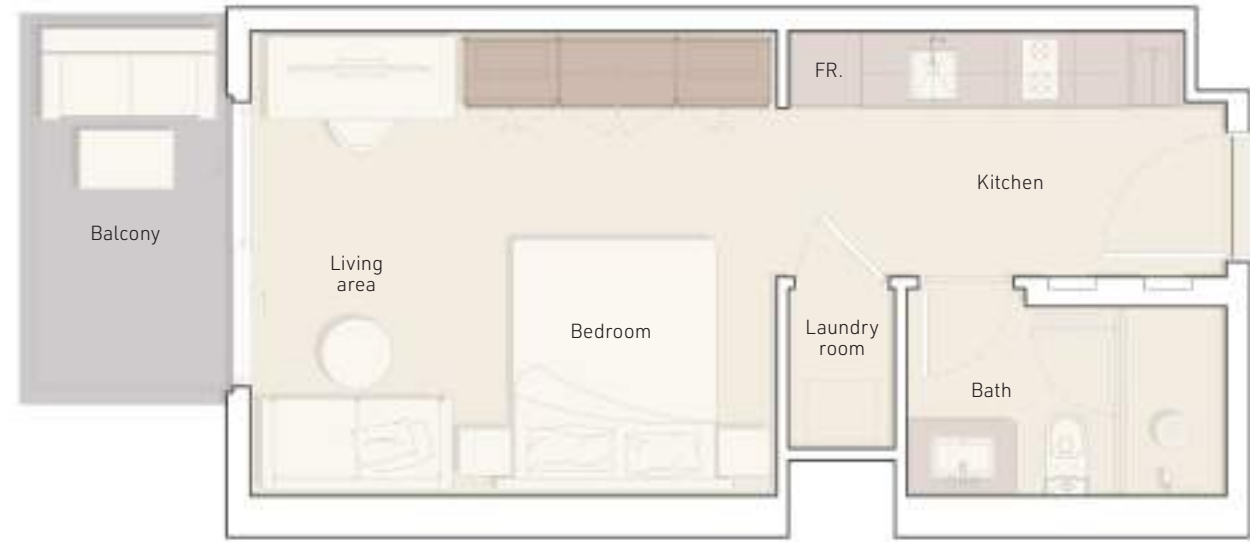 FR.
Kitchen
Balcony
Living
area
Bedroom
Laundry
room
Bath